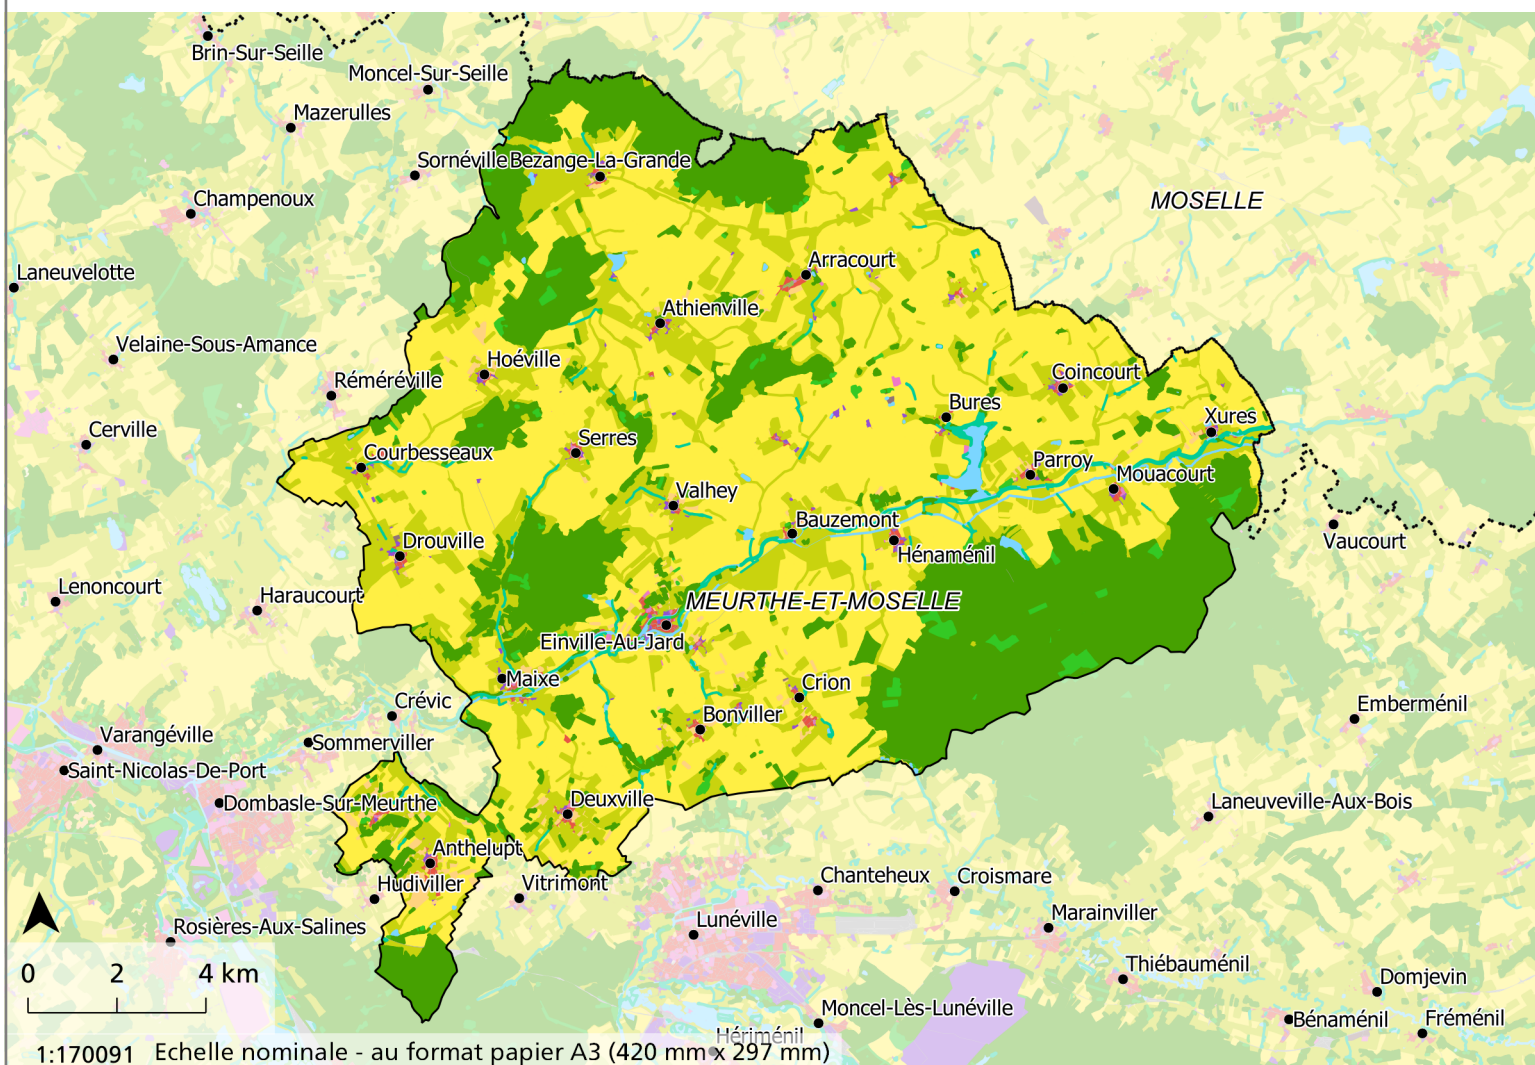 Brin-Sur-Seille
Moncel-Sur-Seille
Mazerulles
Sornéville
Bezange-La-Grande
Champenoux
MOSELLE
Laneuvelotte
Arracourt
Athienville
Velaine-Sous-Amance
Hoéville
Réméréville
Coincourt
Bures
Xures
Cerville
Serres
Courbesseaux
Parroy
Mouacourt
Valhey
Bauzemont
Drouville
Hénaménil
Vaucourt
Lenoncourt
Haraucourt
MEURTHE-ET-MOSELLE
Einville-Au-Jard
Maixe
Crion
Crévic
Bonviller
Emberménil
Varangéville
Sommerviller
Saint-Nicolas-De-Port
Dombasle-Sur-Meurthe
Deuxville
Laneuveville-Aux-Bois
Anthelupt
Hudiviller
Vitrimont
Chanteheux
Croismare
Lunéville
Marainviller
Rosières-Aux-Salines
Thiébauménil
Domjevin
0 2 4 km
Moncel-Lès-Lunéville
Bénaménil
Fréménil
Hériménil
1:170091 Echelle nominale - au format papier A3 (420 mm x 297 mm)